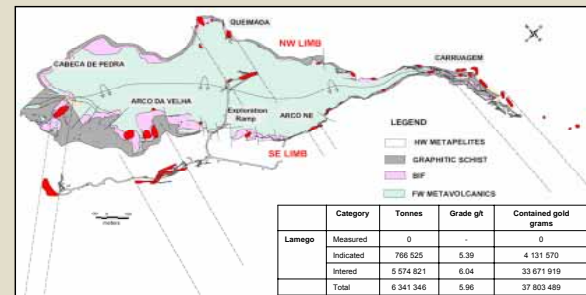 QUEIMADA
NW LIMB
CABECA DE PEDRA
CARRUAGEM
ARCO DA VELHA
Exploration
Ramp
ARCO NE
SE LIMB
LEGEND
HW METAPELITES
GRAPHITIC SCHIST
BIF
FW METAVOLCANICS
meters
Category Tonnes Grade g/t Contained gold
grams
Lamego Measured 0 - 0
Indicated 766 525 5.39 4 131 570
Intered 5 574 821 6.04 33 671 919
Total 6 341 346 5.96 37 803 489